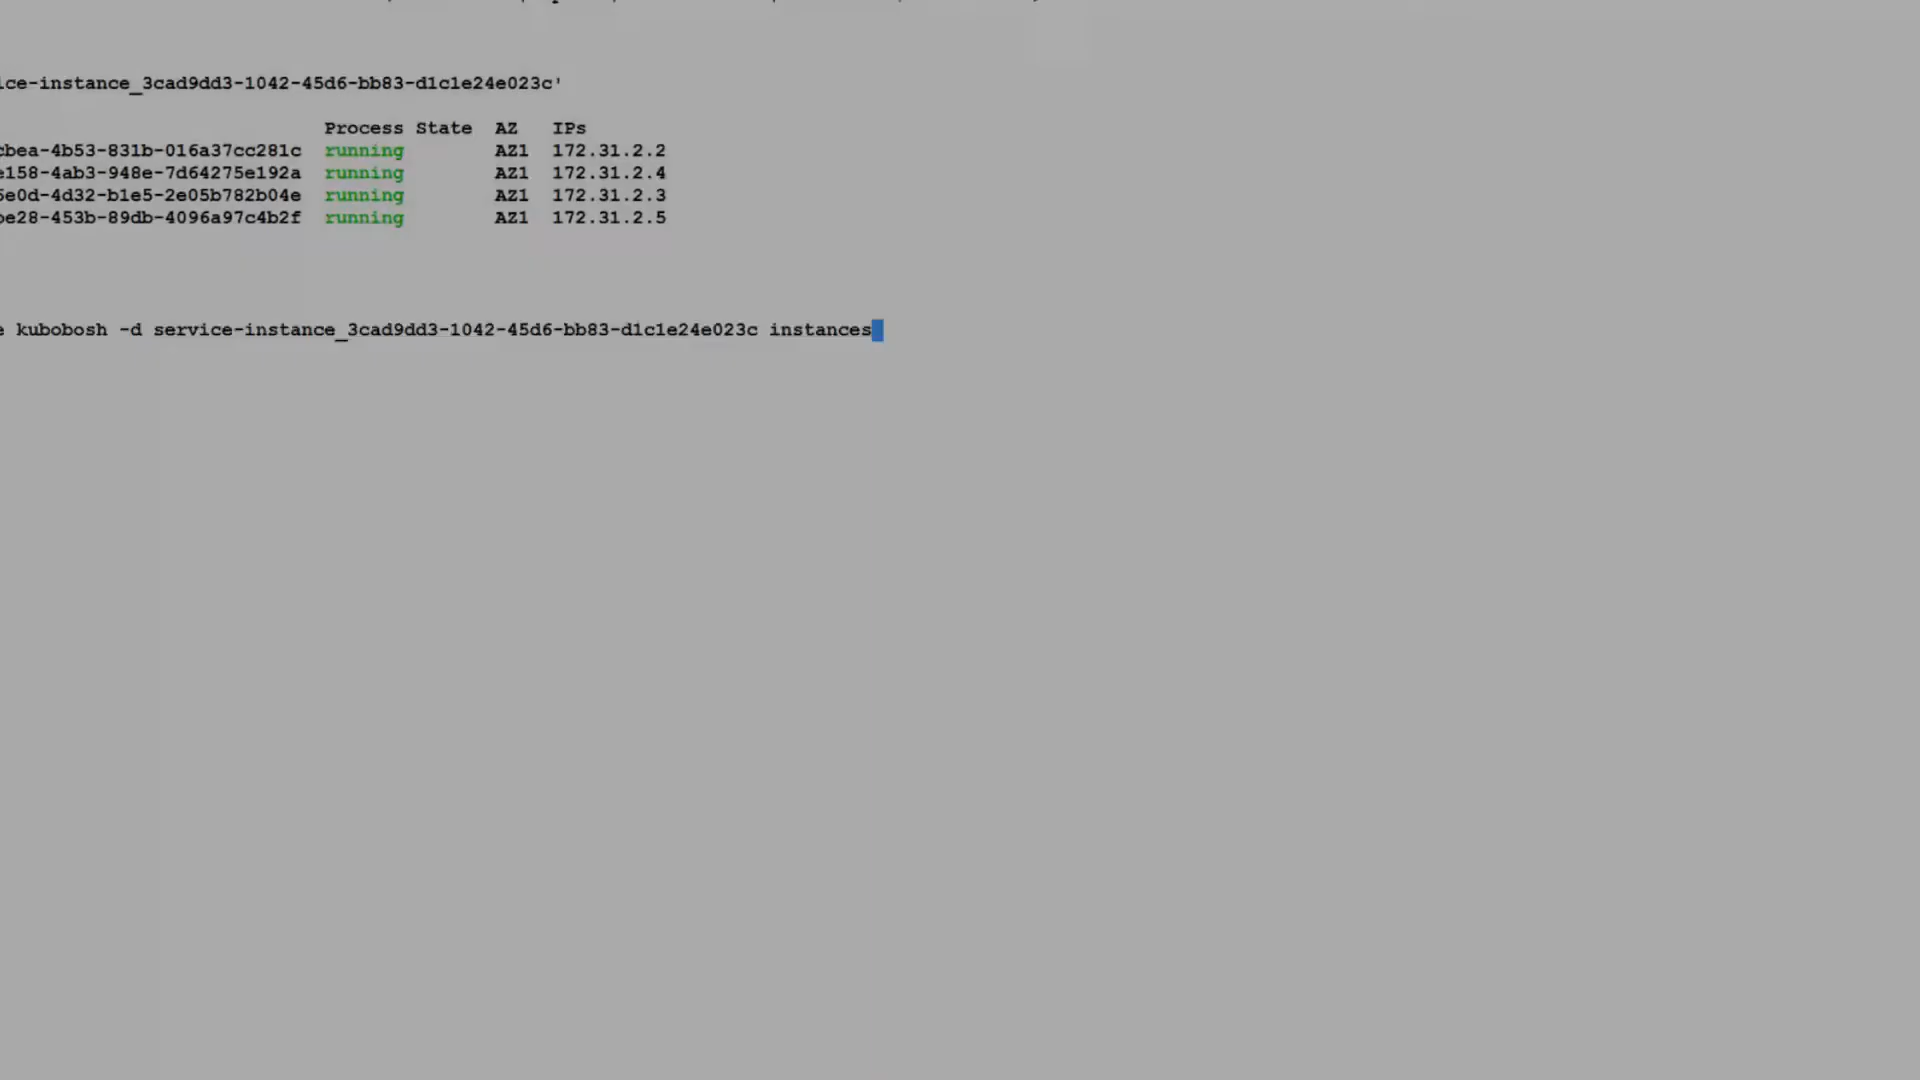 ice-instance_3cad9dd3-1042-45d6-bb83-d1c1e24e023c'
Process State AZ IPs
cbea-4b53-831b-016a37cc281c running AZ1 172.31.2.2
e158-4ab3-948e-7d64275e192a running AZ1 172.31.2.4
6e0d-4d32-b1e5-2e05b782b04e running AZ1 172.31.2.3
be28-453b-89db-4096a97c4b2f running AZ1 172.31.2.5
e kubobosh -d service-instance_3cad9dd3-1042-45d6-bb83-d1c1e24e023c instances